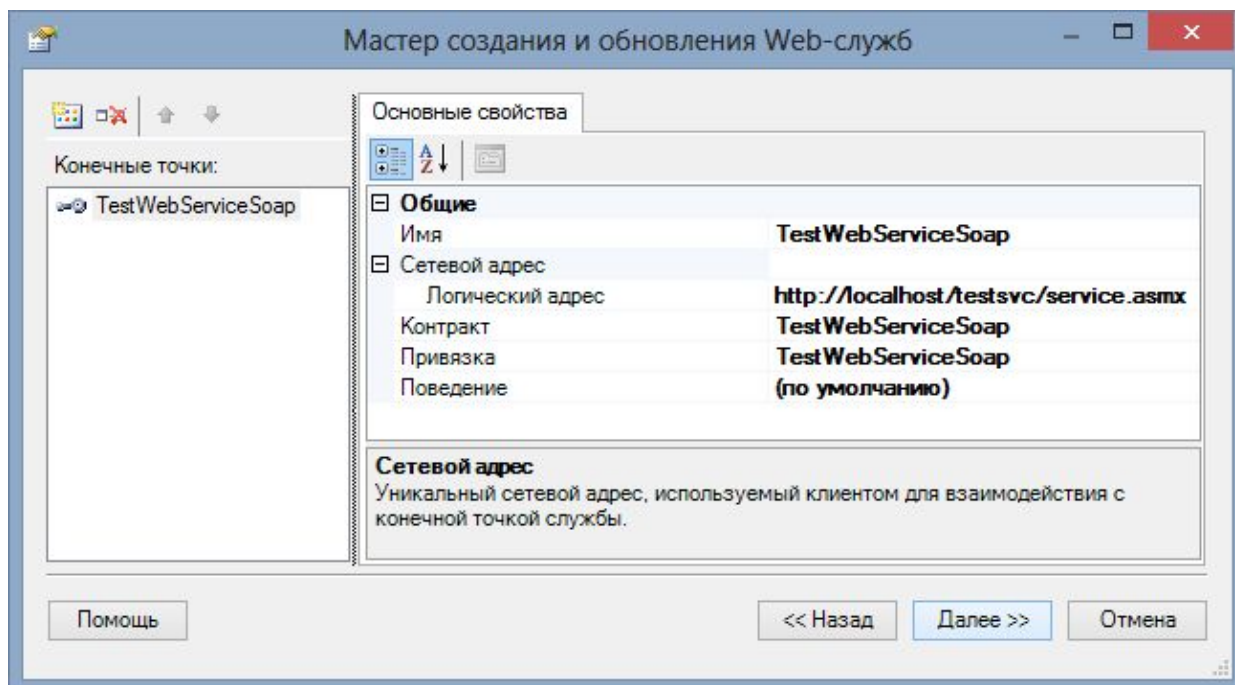 Мастер создания и обновления Web-служб
Конечные точки:
TestWebServiceSoap
Основные свойства
Общие
Имя TestWebServiceSoap
Сетевой адрес
Логический адрес http://localhost/testsvc/service.asmx
Контракт TestWebServiceSoap
Привязка TestWebServiceSoap
Поведение (по умолчанию)
Сетевой адрес
Уникальный сетевой адрес, используемый клиентом для взаимодействия с
конечной точкой службы.
Помощь << Назад Далее >> Отмена